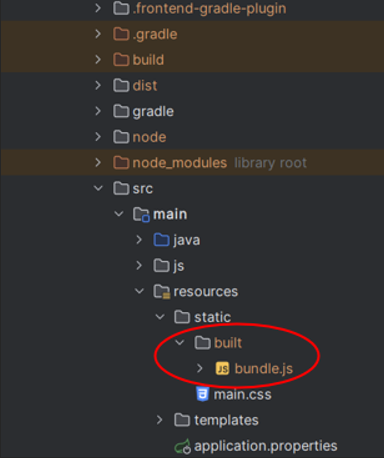 .frontend-gradle-plugin
.gradle
build
dist
gradle
node
node_modules library root
src
main
java
js
resources
static
built
JS bundle.js
main.css
templates
application.properties